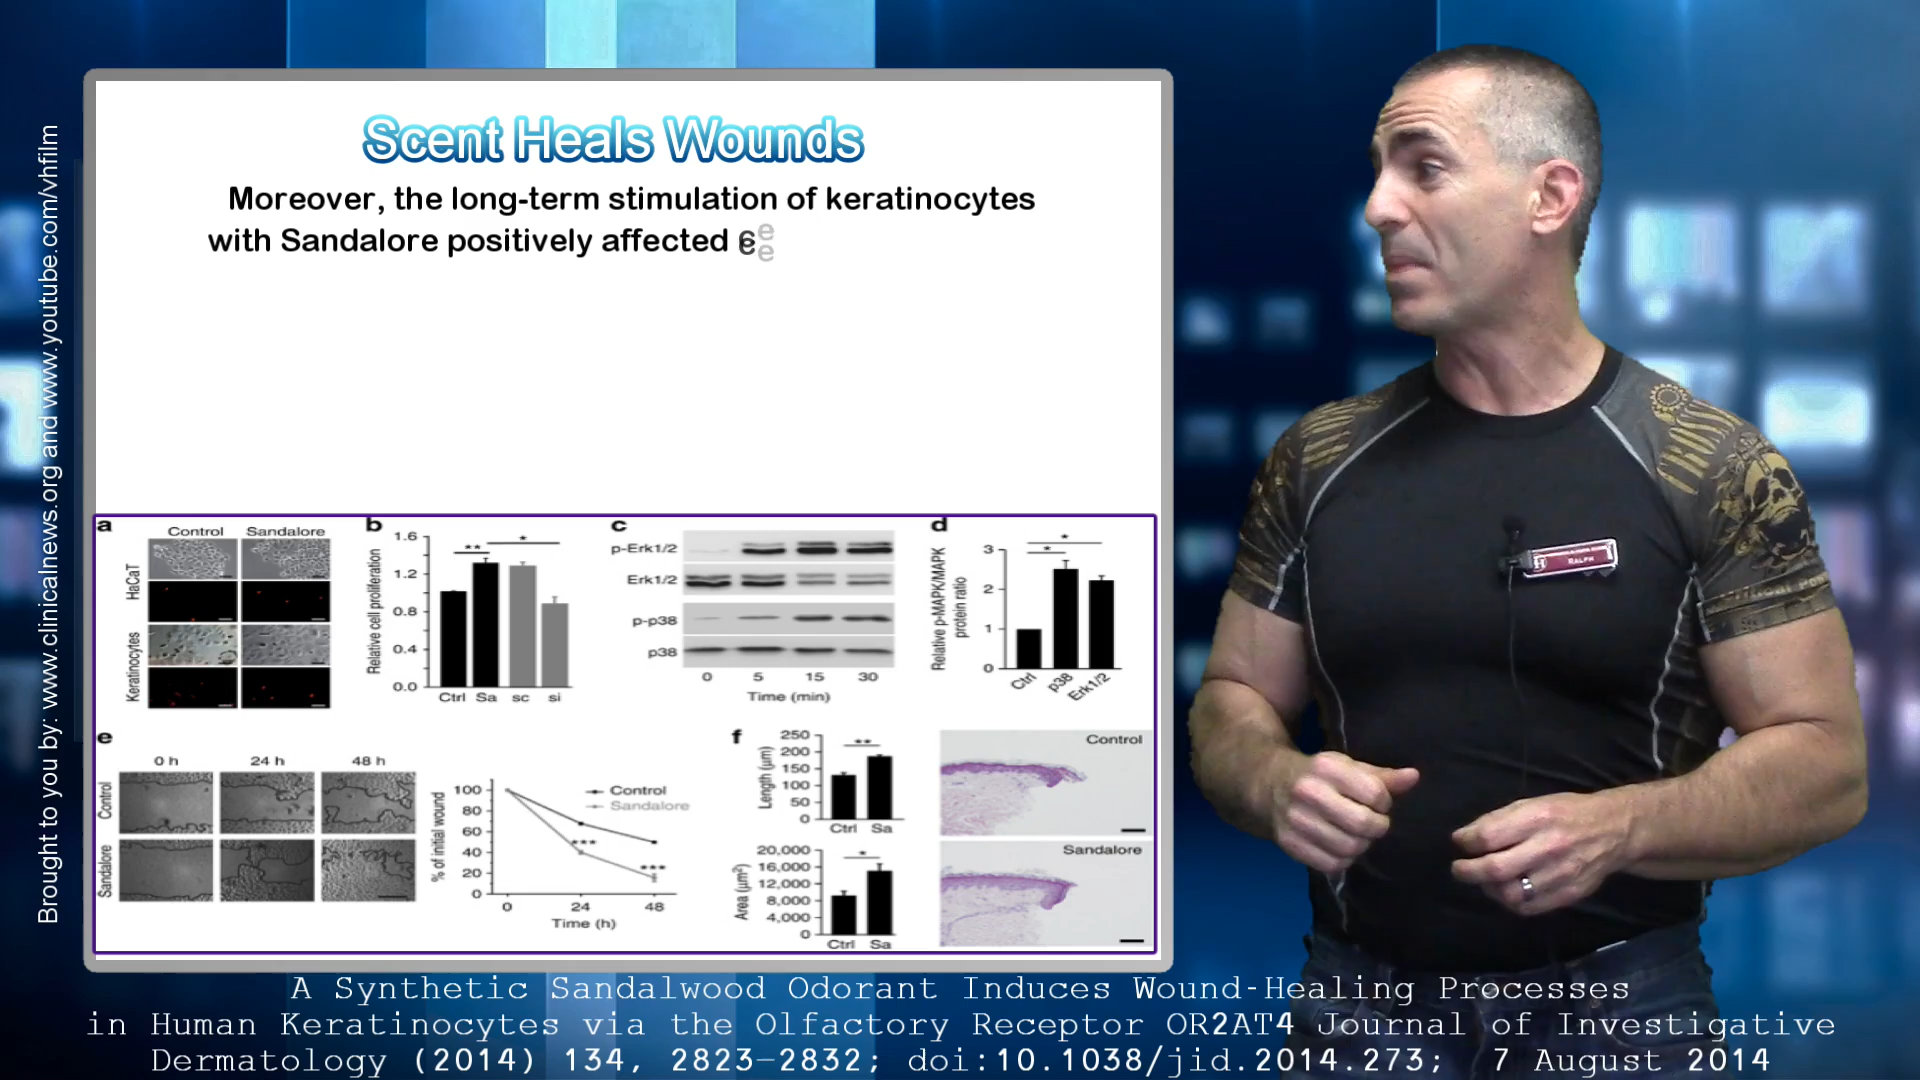 Scent Heals Wounds
Moreover, the long-term stimulation of keratinocytes
with Sandalore positively affected
Brought to you by: www.clinicalnews.org and www.youtube.com/vhfilm
a
Control Sandalore
HaCaT
Keratinocytes
b
Relative cell proliferation
1.6
1.2
0.8
0.4
0.0
** *
Ctrl Sa sc si
c
p-Erk1/2
Erk1/2
p-p38
p38
0 5 15 30
Time (min)
d
Relative p-MAPK/MAPK
protein ratio
3
2
1
0
*
*
Ctrl p38 Erk1/2
e
0 h 24 h 48 h
Control
Sandalore
% of initial wound
100
80
60
40
20
0
Control
Sandalore
***
***
0 24 48
Time (h)
f
Length (µm)
250
200
150
100
50
0
**
Ctrl Sa
Area (µm²)
20,000
16,000
12,000
8,000
4,000
0
*
Ctrl Sa
Control
Sandalore
RALPH
A Synthetic Sandalwood Odorant Induces Wound-Healing Processes
in Human Keratinocytes via the Olfactory Receptor OR2AT4 Journal of Investigative
Dermatology (2014) 134, 2823–2832; doi:10.1038/jid.2014.273; 7 August 2014